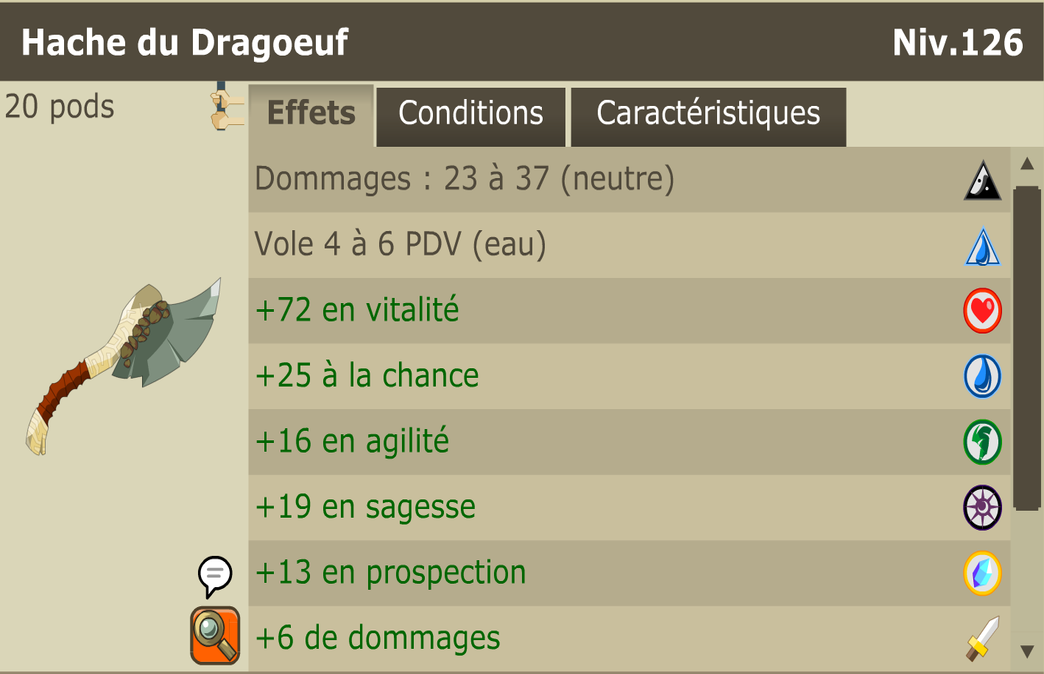 Hache du Dragoeuf
Niv.126
20 pods
Effets
Conditions
Caractéristiques
Dommages : 23 à 37 (neutre)
Vole 4 à 6 PDV (eau)
+72 en vitalité
+25 à la chance
+16 en agilité
+19 en sagesse
+13 en prospection
+6 de dommages